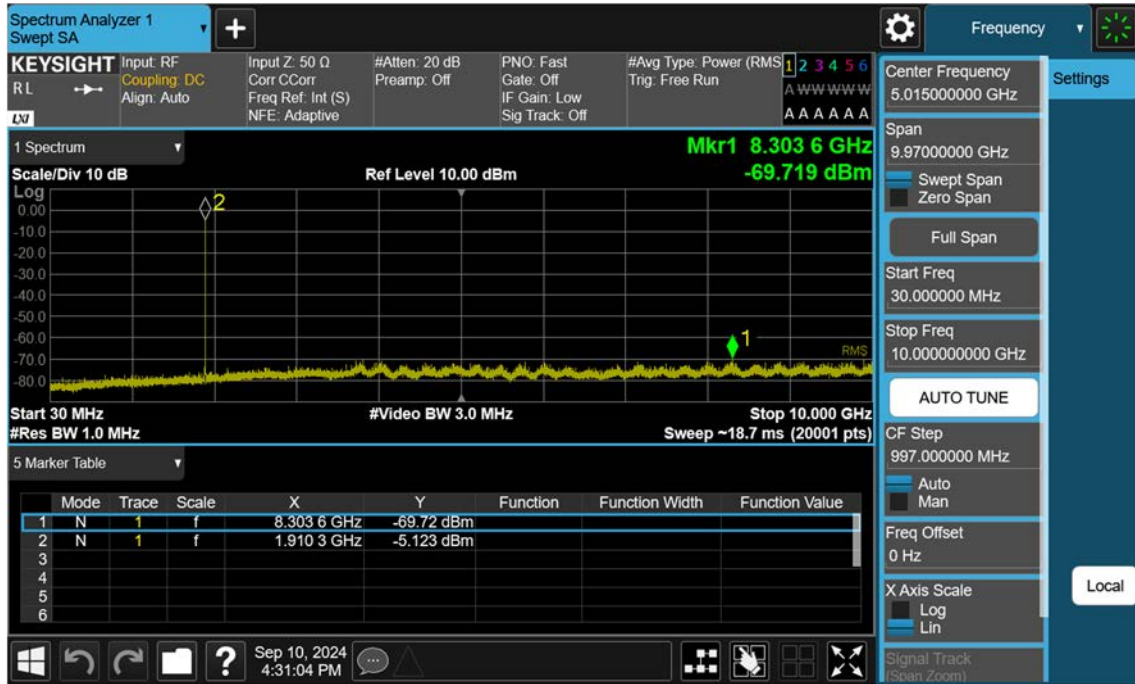 Spectrum Analyzer 1
Swept SA
Frequency
KEYSIGHT
R L
LXI
Input: RF
Coupling: DC
Align: Auto
Input Z: 50 Ω
Corr CCorr
Freq Ref: Int (S)
NFE: Adaptive
#Atten: 20 dB
Preamp: Off
PNO: Fast
Gate: Off
IF Gain: Low
Sig Track: Off
#Avg Type: Power (RMS
Trig: Free Run
1 2 3 4 5 6
A W W W W W
A A A A A A
1 Spectrum
Scale/Div 10 dB
Ref Level 10.00 dBm
Mkr1 8.303 6 GHz
-69.719 dBm
Log
0.00
-10.0
-20.0
-30.0
-40.0
-50.0
-60.0
-70.0
-80.0
2
1
RMS
Start 30 MHz
#Video BW 3.0 MHz
Stop 10.000 GHz
#Res BW 1.0 MHz
Sweep ~18.7 ms (20001 pts)
5 Marker Table
Mode Trace Scale X Y Function Function Width Function Value
1 N 1 f 8.303 6 GHz -69.72 dBm
2 N 1 f 1.910 3 GHz -5.123 dBm
3
4
5
6
Sep 10, 2024
4:31:04 PM
Center Frequency
5.015000000 GHz
Settings
Span
9.97000000 GHz
Swept Span
Zero Span
Full Span
Start Freq
30.000000 MHz
Stop Freq
10.000000000 GHz
AUTO TUNE
CF Step
997.000000 MHz
Auto
Man
Freq Offset
0 Hz
X Axis Scale
Log
Lin
Local
Signal Track
(Span Zoom)